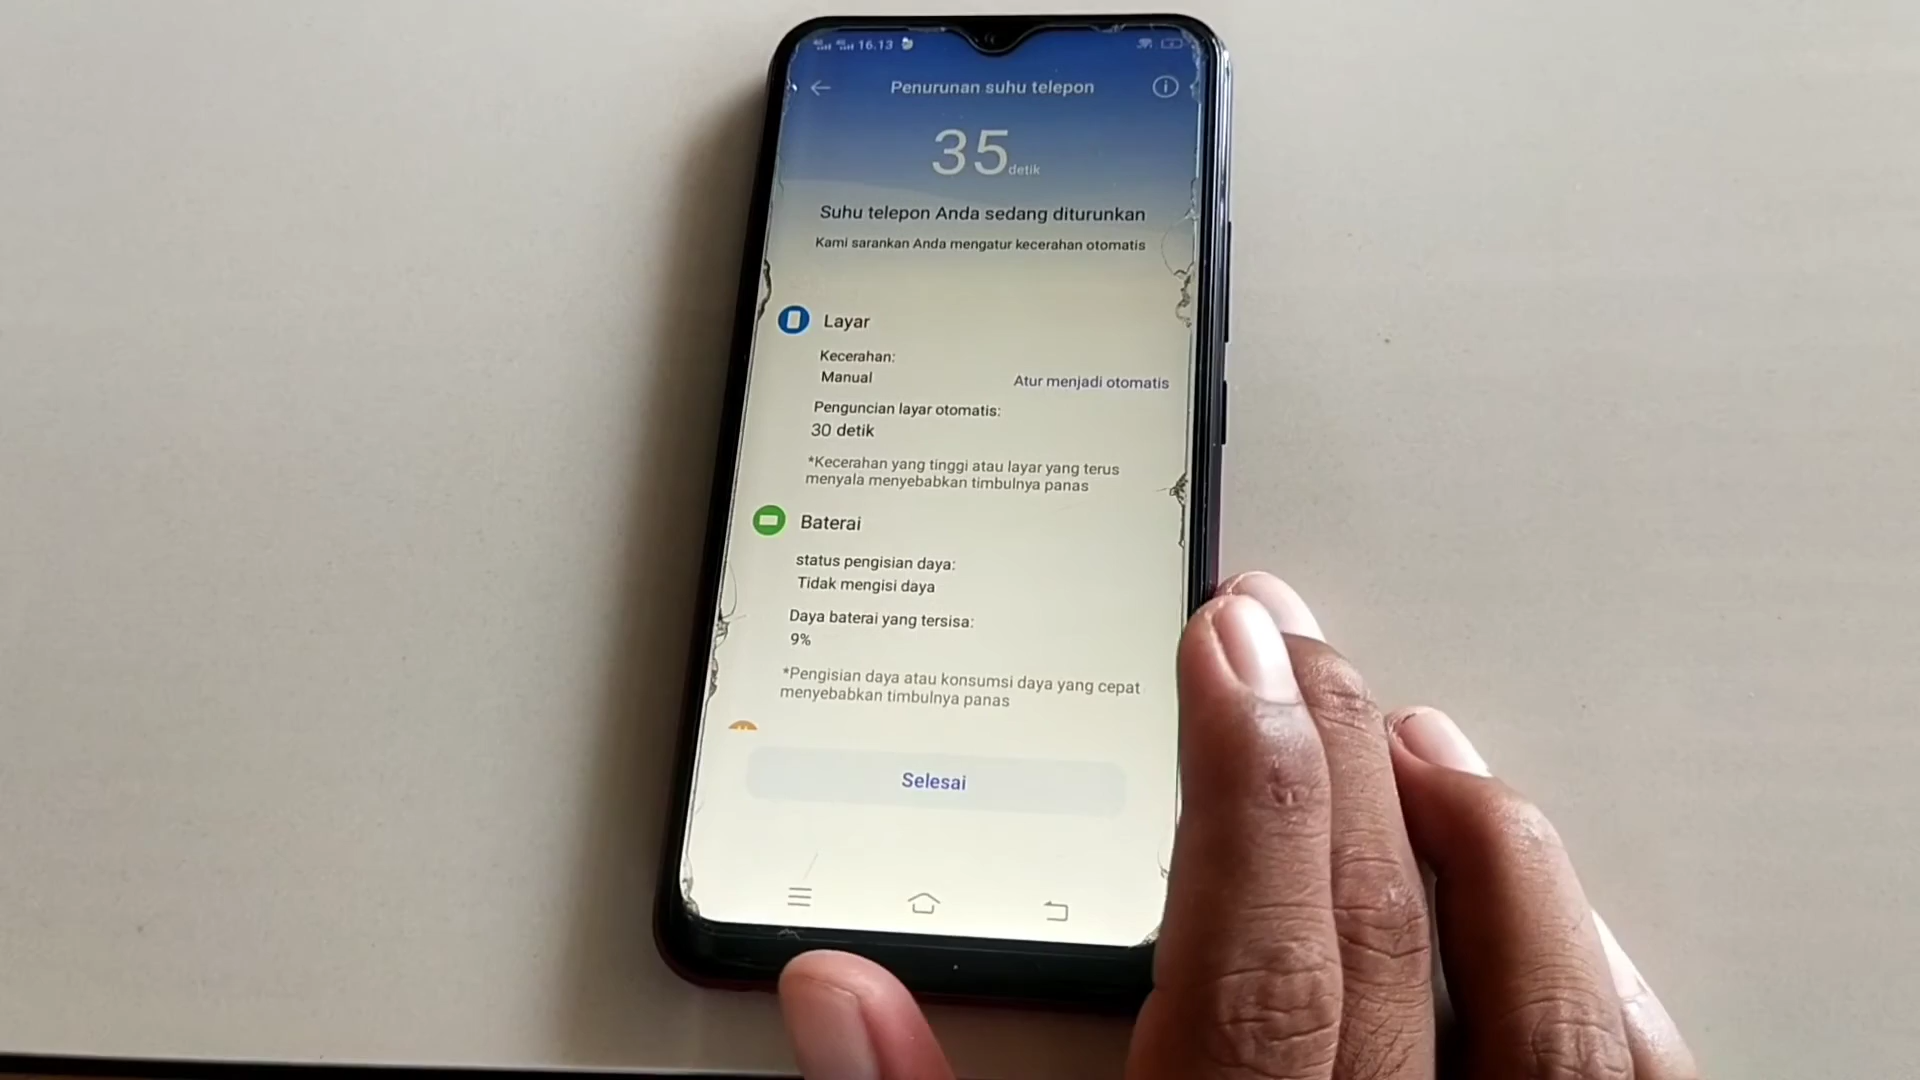 16.13
Penurunan suhu telepon
35 detik
Suhu telepon Anda sedang diturunkan
Kami sarankan Anda mengatur kecerahan otomatis
Layar
Kecerahan:
Manual
Atur menjadi otomatis
Penguncian layar otomatis:
30 detik
*Kecerahan yang tinggi atau layar yang terus
menyala menyebabkan timbulnya panas
Baterai
status pengisian daya:
Tidak mengisi daya
Daya baterai yang tersisa:
9%
*Pengisian daya atau konsumsi daya yang cepat
menyebabkan timbulnya panas
Selesai